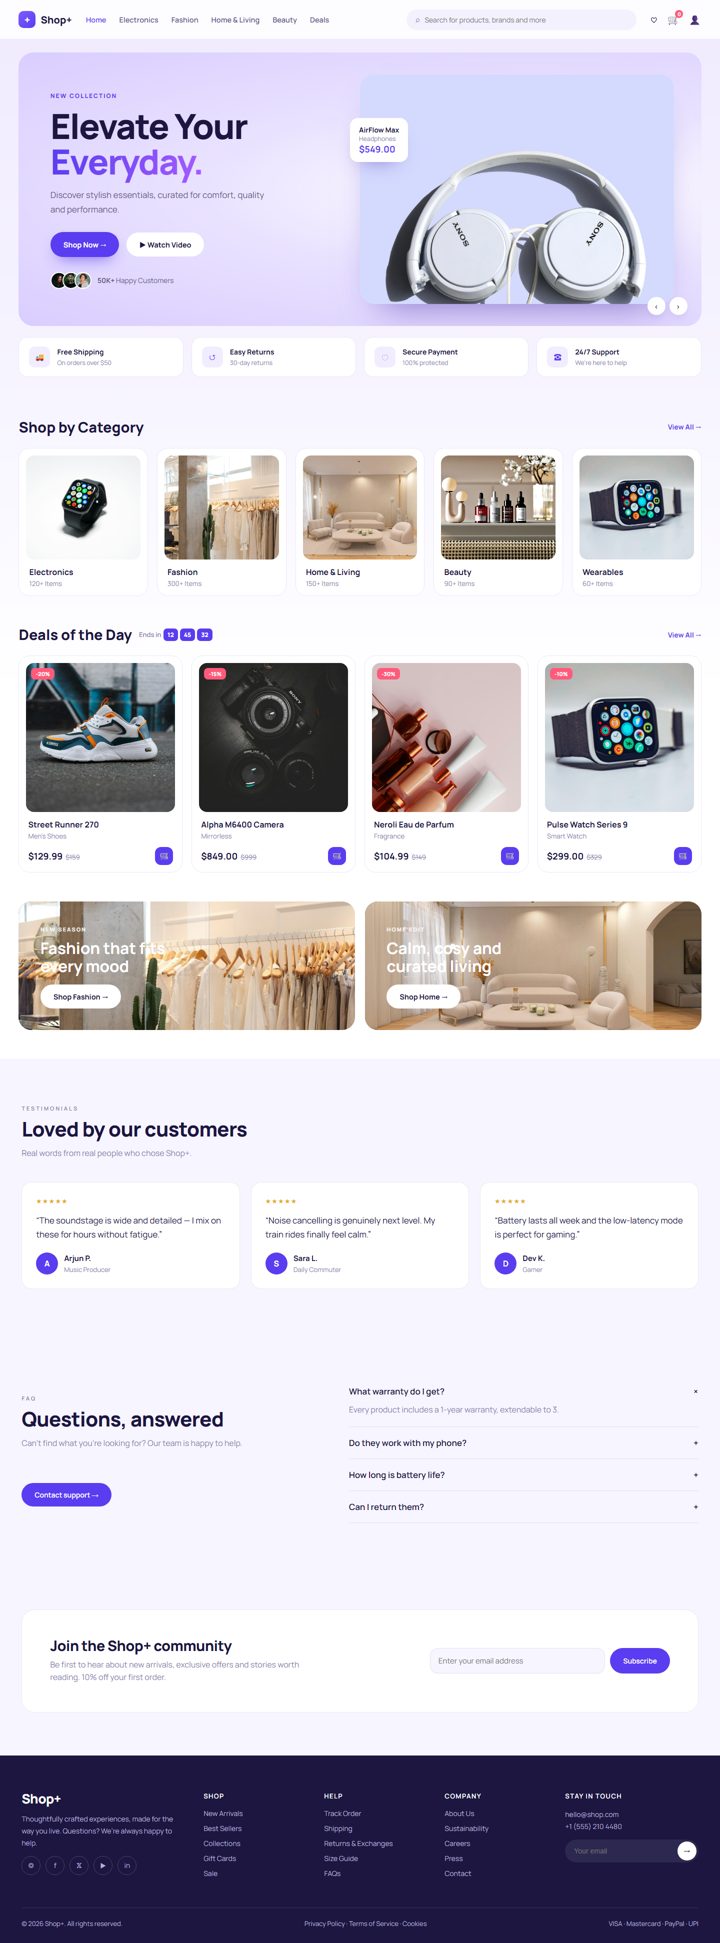 Shop+ Home Electronics Fashion Home & Living Beauty Deals Search for products, brands and more 0
NEW COLLECTION
Elevate Your
Everyday.
Discover stylish essentials, curated for comfort, quality
and performance.
Shop Now →
▶ Watch Video
50K+ Happy Customers
AirFlow Max
Headphones
$549.00
SONY
SONY
‹ ›
Free Shipping
On orders over $50
Easy Returns
30-day returns
Secure Payment
100% protected
24/7 Support
We're here to help
Shop by Category
View All →
Electronics
120+ Items
Fashion
300+ Items
Home & Living
150+ Items
Beauty
90+ Items
Wearables
60+ Items
Deals of the Day Ends in 12 45 32
View All →
-20%
Street Runner 270
Men's Shoes
$129.99 $159
-15%
SONY
Alpha M6400 Camera
Mirrorless
$849.00 $999
-30%
Neroli Eau de Parfum
Fragrance
$104.99 $149
-10%
Pulse Watch Series 9
Smart Watch
$299.00 $329
NEW SEASON
Fashion that fits
every mood
Shop Fashion →
HOME EDIT
Calm, cosy and
curated living
Shop Home →
TESTIMONIALS
Loved by our customers
Real words from real people who chose Shop+.
★★★★★
“The soundstage is wide and detailed — I mix on
these for hours without fatigue.”
A
Arjun P.
Music Producer
★★★★★
“Noise cancelling is genuinely next level. My
train rides finally feel calm.”
S
Sara L.
Daily Commuter
★★★★★
“Battery lasts all week and the low-latency mode
is perfect for gaming.”
D
Dev K.
Gamer
FAQ
Questions, answered
Can't find what you're looking for? Our team is happy to help.
Contact support →
What warranty do I get? ×
Every product includes a 1-year warranty, extendable to 3.
Do they work with my phone? +
How long is battery life? +
Can I return them? +
Join the Shop+ community
Be first to hear about new arrivals, exclusive offers and stories worth
reading. 10% off your first order.
Enter your email address
Subscribe
Shop+
Thoughtfully crafted experiences, made for the
way you live. Questions? We're always happy to
help.
f 𝕏 ▶ in
SHOP
New Arrivals
Best Sellers
Collections
Gift Cards
Sale
HELP
Track Order
Shipping
Returns & Exchanges
Size Guide
FAQs
COMPANY
About Us
Sustainability
Careers
Press
Contact
STAY IN TOUCH
hello@shop.com
+1 (555) 210 4480
Your email →
© 2026 Shop+. All rights reserved.
Privacy Policy · Terms of Service · Cookies
VISA · Mastercard · PayPal · UPI